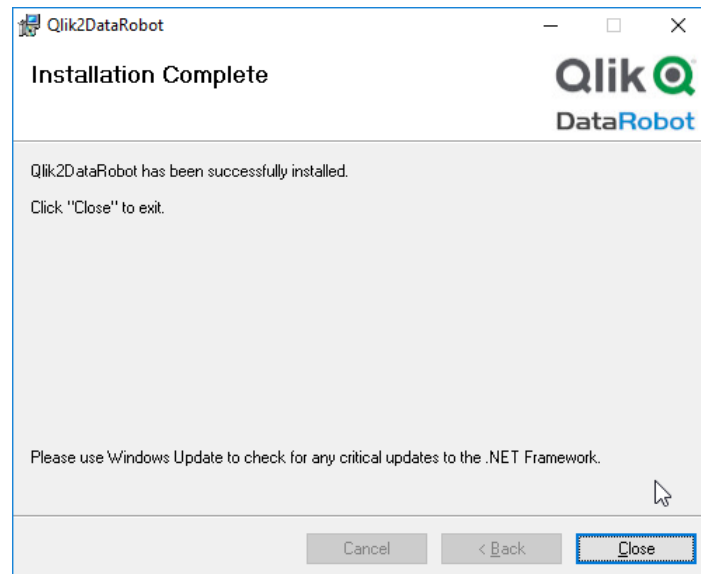 Qlik2DataRobot
Installation Complete
Qlik
DataRobot
Qlik2DataRobot has been successfully installed.
Click "Close" to exit.
Please use Windows Update to check for any critical updates to the .NET Framework.
Cancel
< Back
Close